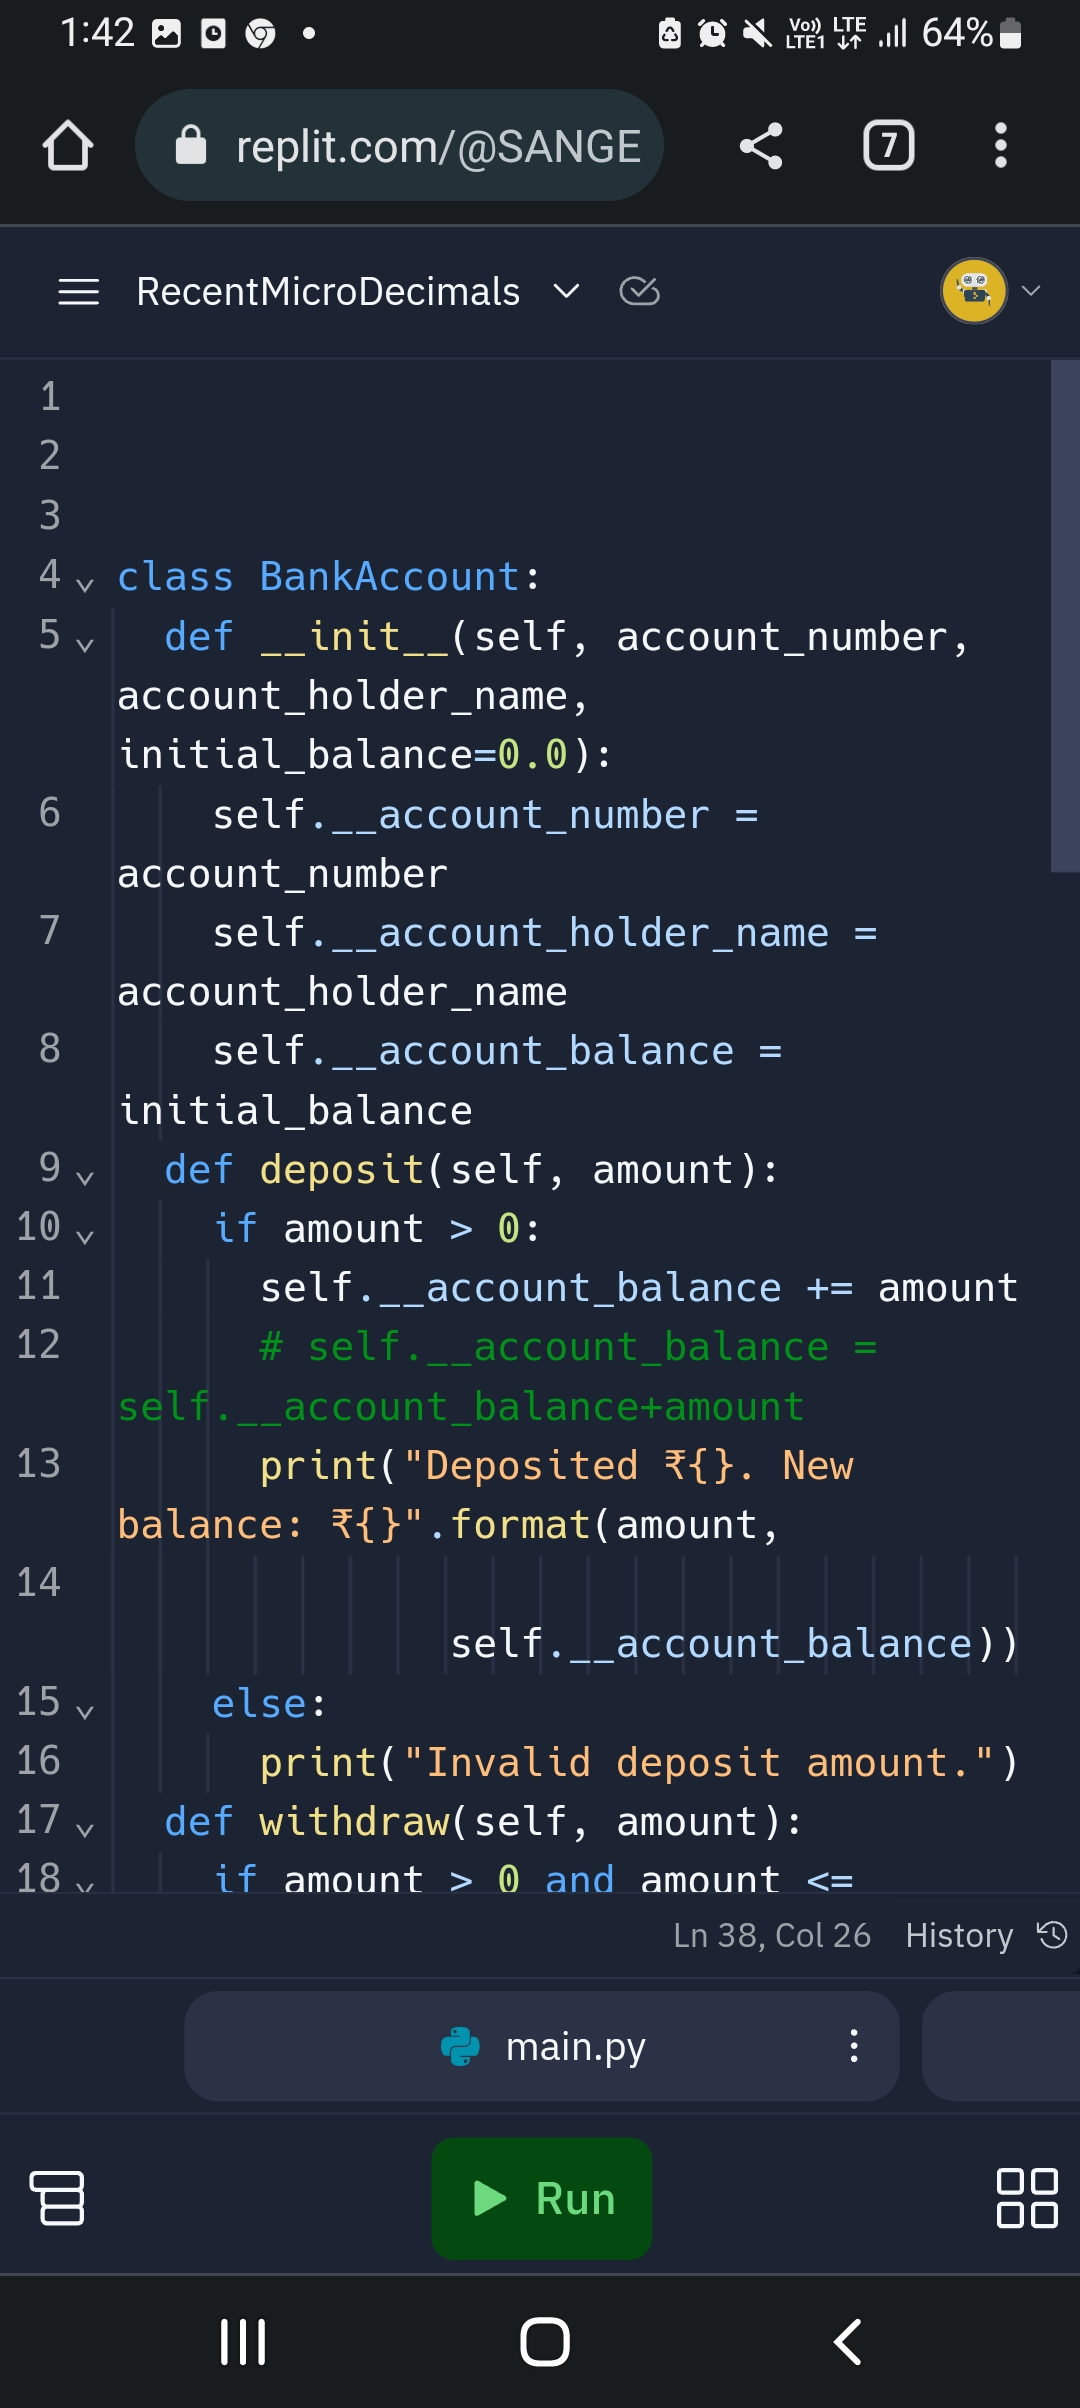 1:42 Vo)) LTE1 LTE 64%
replit.com/@SANGE 7
RecentMicroDecimals
1
2
3
4 class BankAccount:
5 def __init__(self, account_number,
account_holder_name,
initial_balance=0.0):
6 self.__account_number =
account_number
7 self.__account_holder_name =
account_holder_name
8 self.__account_balance =
initial_balance
9 def deposit(self, amount):
10 if amount > 0:
11 self.__account_balance += amount
12 # self.__account_balance =
self.__account_balance+amount
13 print("Deposited ₹{}. New
balance: ₹{}".format(amount,
14
self.__account_balance))
15 else:
16 print("Invalid deposit amount.")
17 def withdraw(self, amount):
18 if amount > 0 and amount <=
Ln 38, Col 26 History
main.py
Run